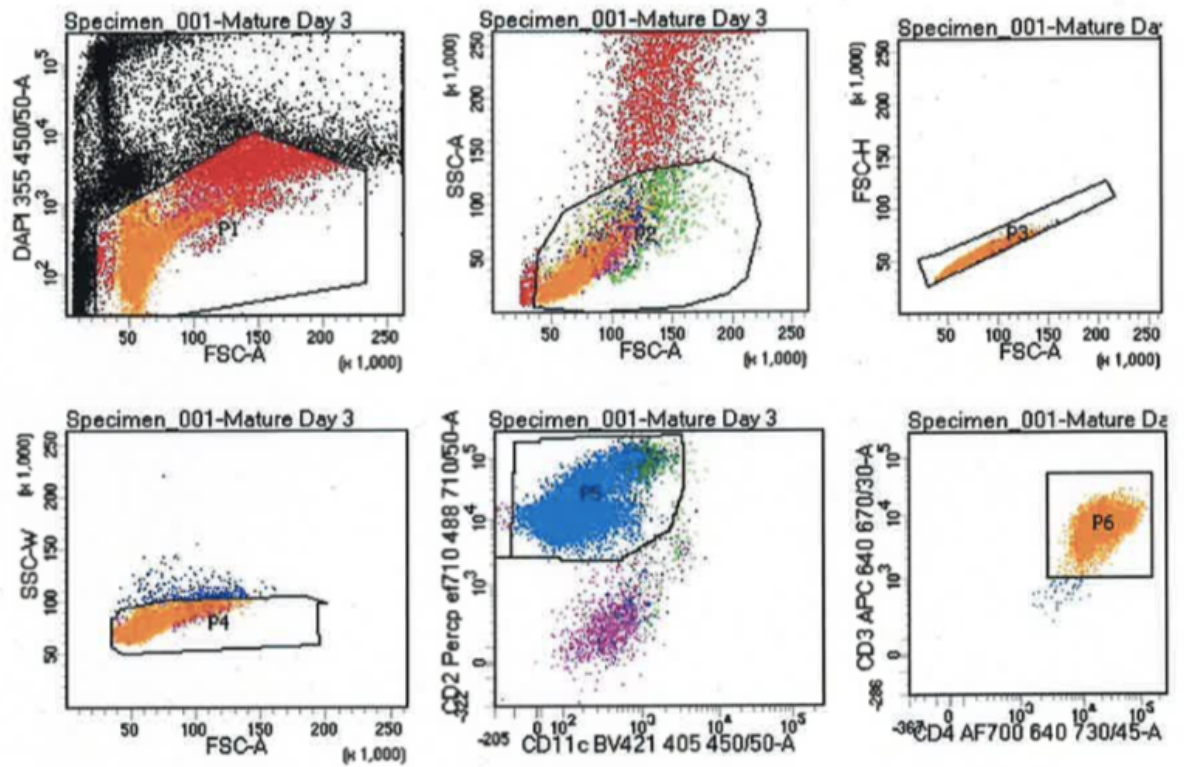 Specimen_001-Mature Day 3
DAPI 355 450/50-A
10^5
10^4
10^3
10^2
P1
50 100 150 200 250
FSC-A
(x 1,000)
Specimen_001-Mature Day 3
SSC-A
(x 1,000)
250
200
150
100
50
P2
50 100 150 200 250
FSC-A
(x 1,000)
Specimen_001-Mature Da
FSC-H
(x 1,000)
250
200
150
100
50
P3
50 100 150 200 250
FSC-A
(x 1,000)
Specimen_001-Mature Day 3
SSC-W
(x 1,000)
250
200
150
100
50
P4
50 100 150 200 250
FSC-A
(x 1,000)
Specimen_001-Mature Day 3
CD2 Percp ef710 488 710/50-A
10^5
10^4
10^3
0
P5
-205 0 10^2 10^3 10^4 10^5
CD11c BV421 405 450/50-A
Specimen_001-Mature Da
CD3 APC 640 670/30-A
10^5
10^4
10^3
0
-286
P6
-367 0 10^3 10^4 10^5
CD4 AF700 640 730/45-A